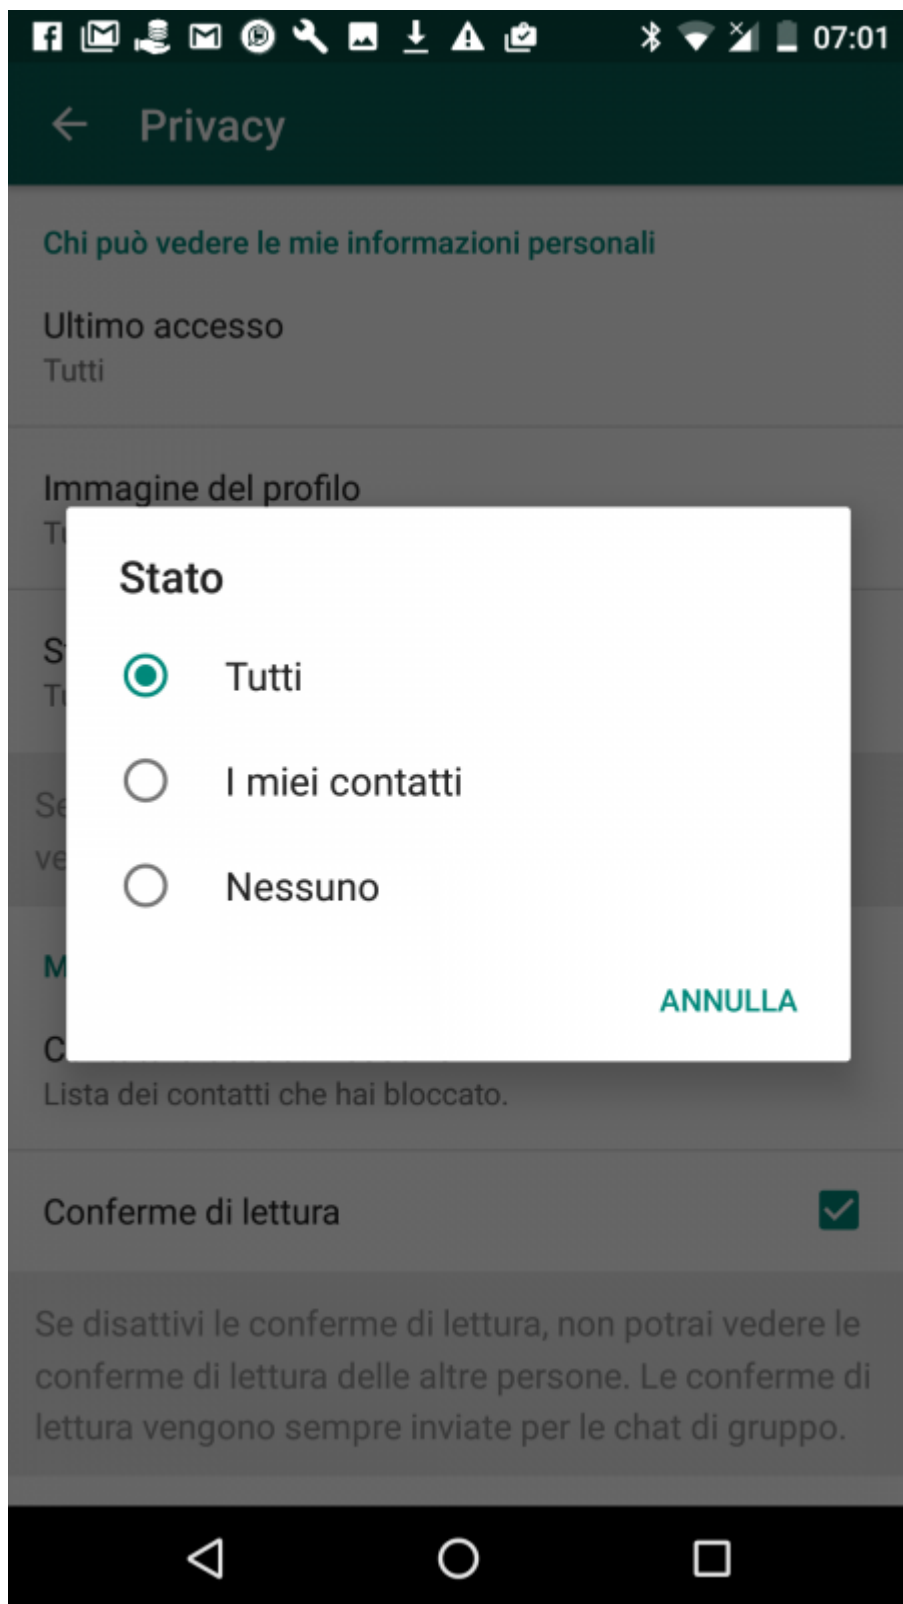 07:01
Privacy
Chi può vedere le mie informazioni personali
Ultimo accesso
Tutti
Immagine del profilo
Stato
Tutti
I miei contatti
Nessuno
ANNULLA
Lista dei contatti che hai bloccato.
Conferme di lettura
Se disattivi le conferme di lettura, non potrai vedere le
conferme di lettura delle altre persone. Le conferme di
lettura vengono sempre inviate per le chat di gruppo.